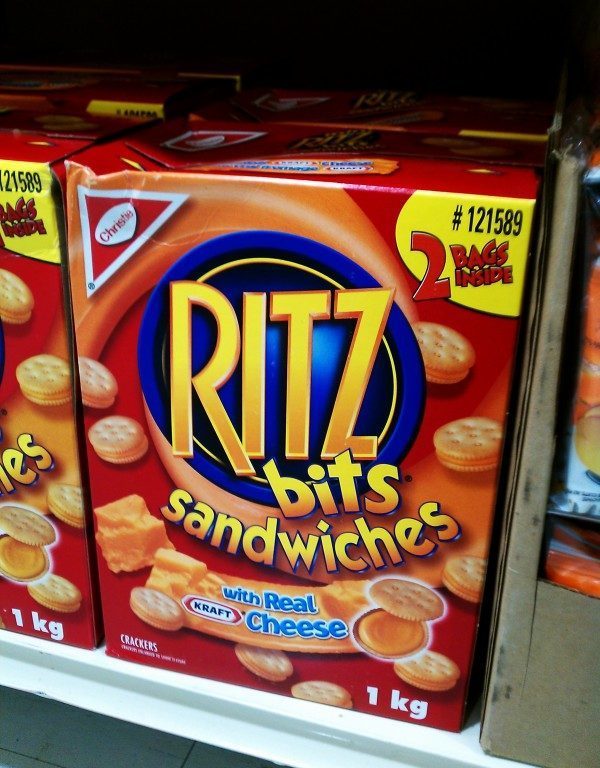 121589
BAGS
INSIDE
Christie
# 121589
2 BAGS
INSIDE
RITZ
bits
sandwiches
with Real
KRAFT Cheese
CRACKERS
1 kg
1 kg
RITZ